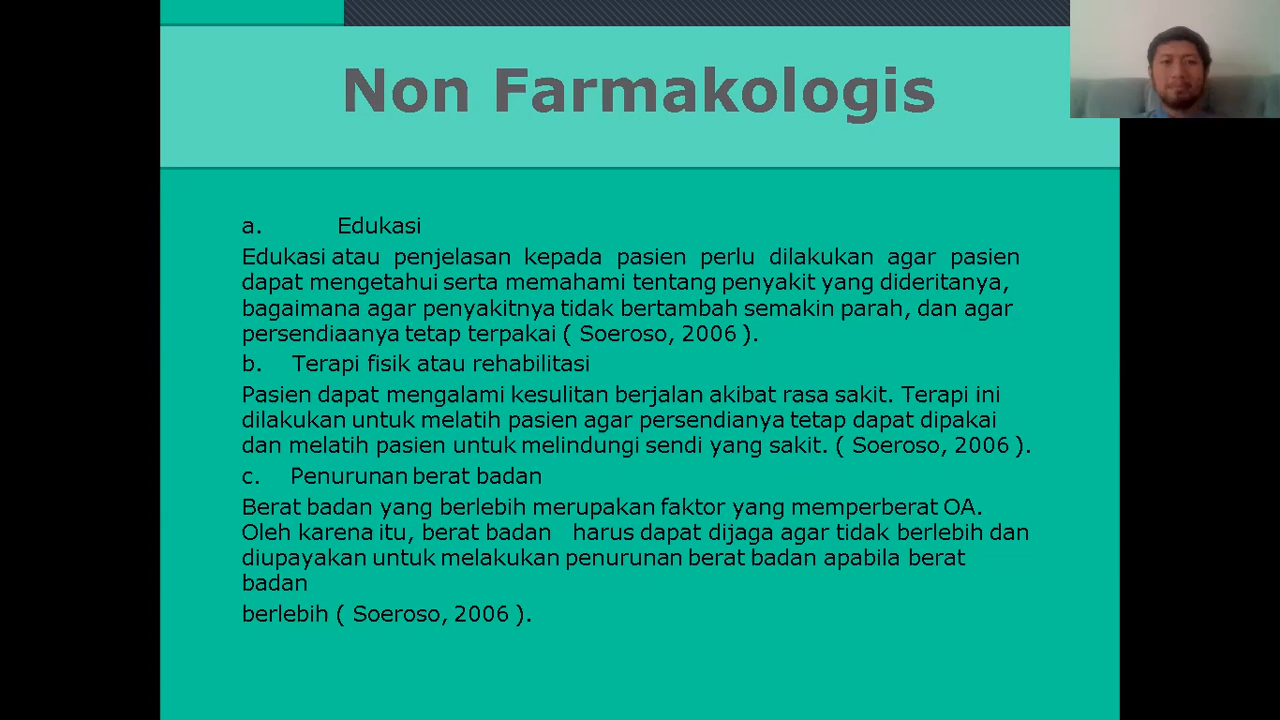 Non Farmakologis
a. Edukasi
Edukasi atau penjelasan kepada pasien perlu dilakukan agar pasien
dapat mengetahui serta memahami tentang penyakit yang dideritanya,
bagaimana agar penyakitnya tidak bertambah semakin parah, dan agar
persendiaanya tetap terpakai ( Soeroso, 2006 ).
b. Terapi fisik atau rehabilitasi
Pasien dapat mengalami kesulitan berjalan akibat rasa sakit. Terapi ini
dilakukan untuk melatih pasien agar persendianya tetap dapat dipakai
dan melatih pasien untuk melindungi sendi yang sakit. ( Soeroso, 2006 ).
c. Penurunan berat badan
Berat badan yang berlebih merupakan faktor yang memperberat OA.
Oleh karena itu, berat badan harus dapat dijaga agar tidak berlebih dan
diupayakan untuk melakukan penurunan berat badan apabila berat
badan
berlebih ( Soeroso, 2006 ).